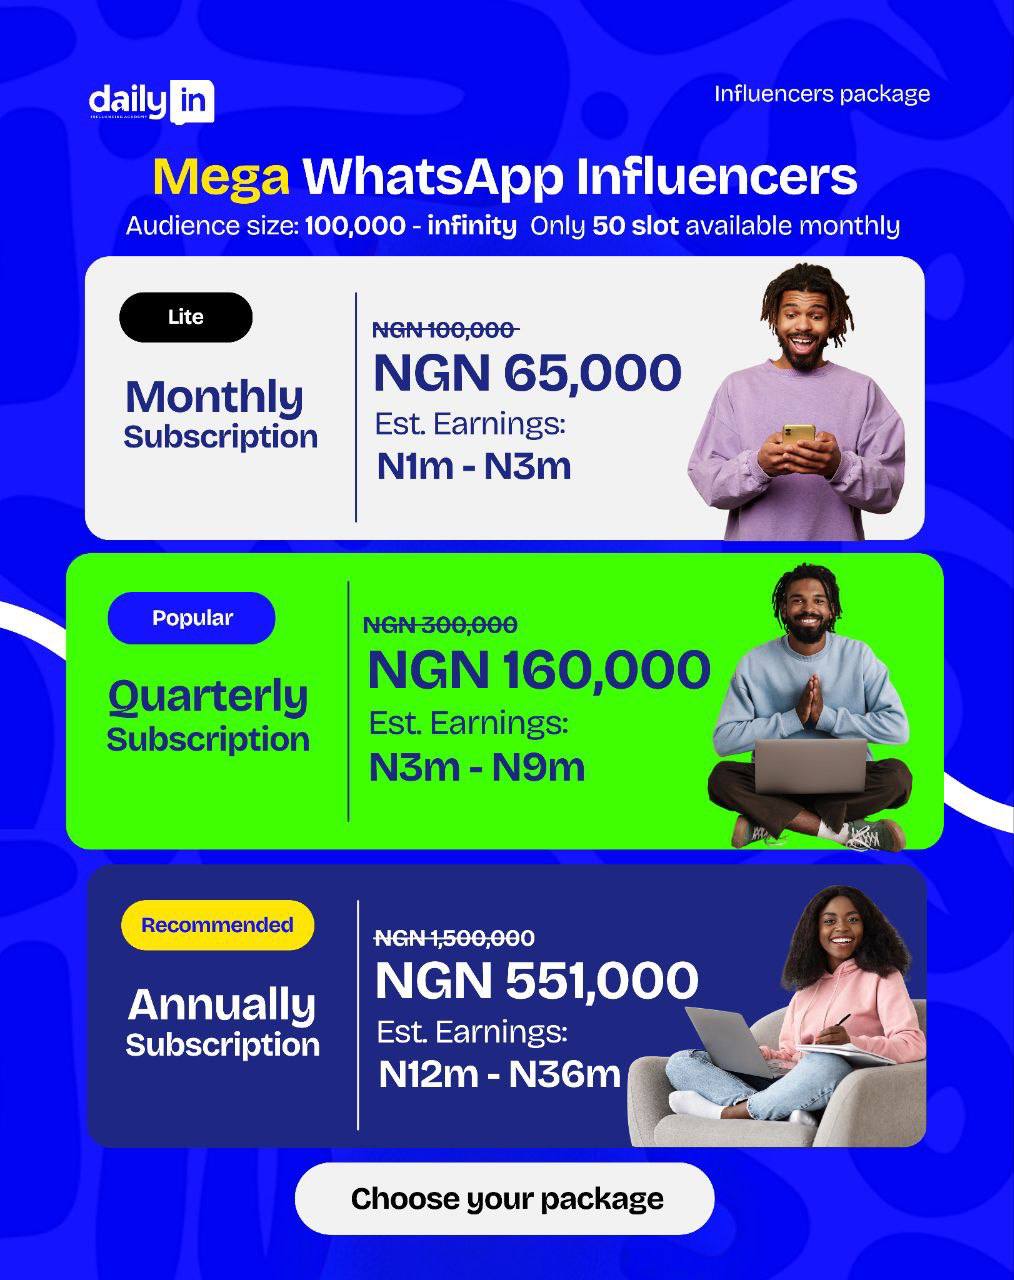 daily in
INFLUENCING ACADEMY
Influencers package
Mega WhatsApp Influencers
Audience size: 100,000 - infinity Only 50 slot available monthly
Lite
Monthly
Subscription
NGN 100,000
NGN 65,000
Est. Earnings:
N1m - N3m
Popular
Quarterly
Subscription
NGN 300,000
NGN 160,000
Est. Earnings:
N3m - N9m
Recommended
Annually
Subscription
NGN 1,500,000
NGN 551,000
Est. Earnings:
N12m - N36m
Choose your package